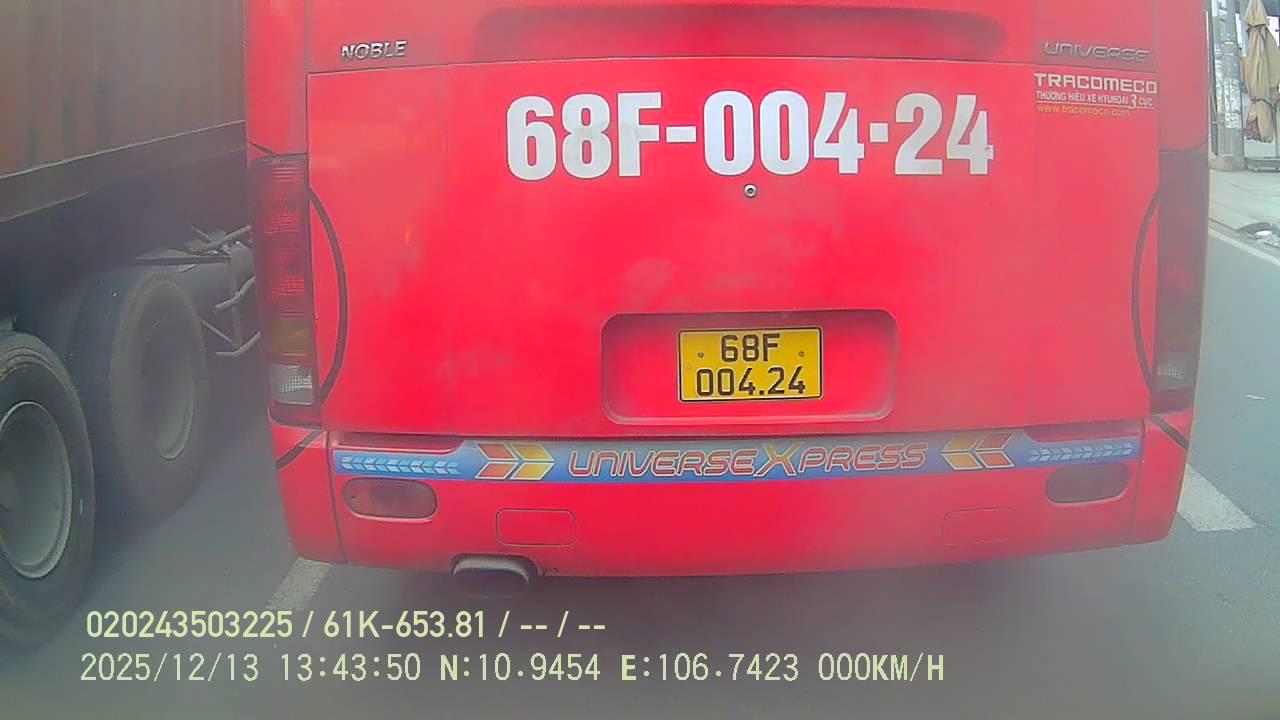 NOBLE
UNIVERSE
TRACOMECO
THƯƠNG HIỆU XE HYUNDAI 3 CỤC
www.tracomeco.com
68F-004·24
68F
004.24
UNIVERSE XPRESS
020243503225 / 61K-653.81 / -- / --
2025/12/13 13:43:50 N:10.9454 E:106.7423 000KM/H